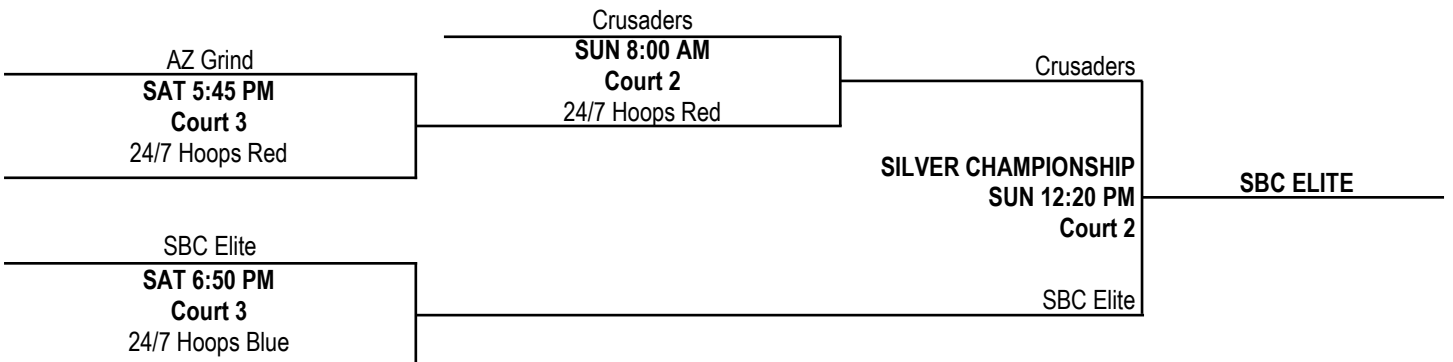 AZ Grind
SAT 5:45 PM
Court 3
24/7 Hoops Red
SBC Elite
SAT 6:50 PM
Court 3
24/7 Hoops Blue
Crusaders
SUN 8:00 AM
Court 2
24/7 Hoops Red
Crusaders
SILVER CHAMPIONSHIP
SUN 12:20 PM
Court 2
SBC Elite
SBC ELITE